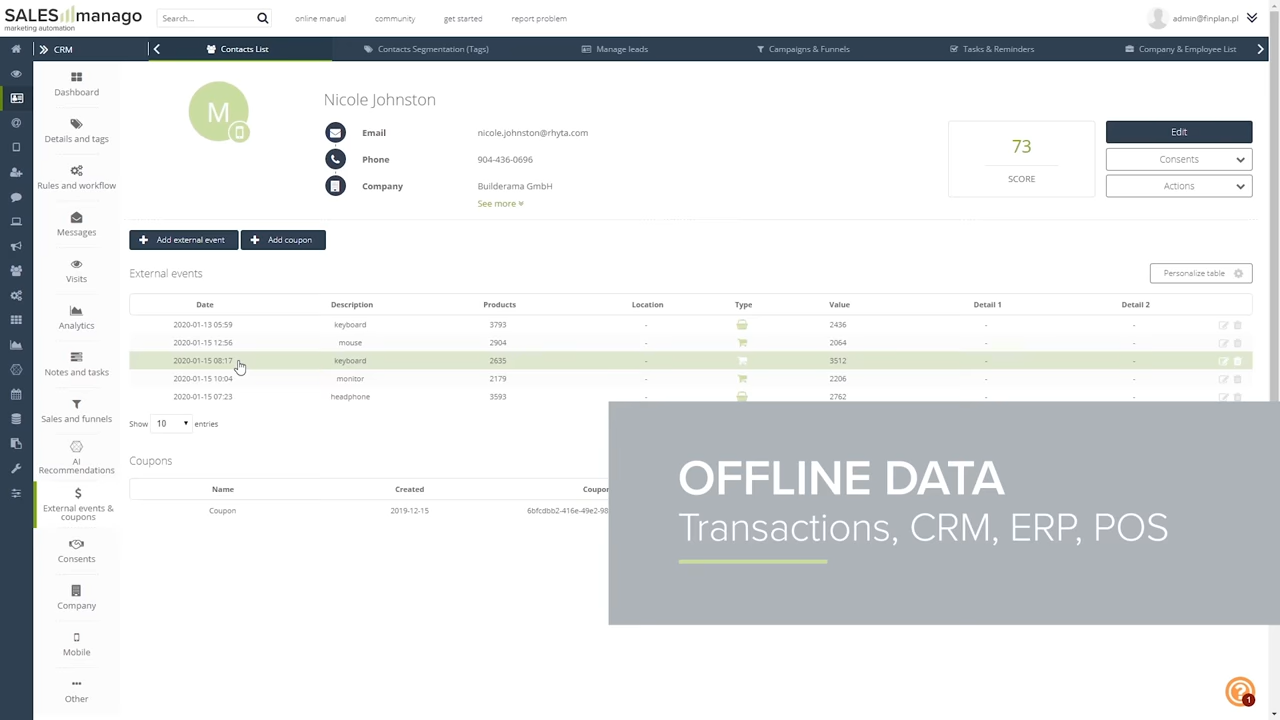 SALES manago
marketing automation
Search...
online manual
community
get started
report problem
admin@finplan.pl
CRM
Contacts List
Contacts Segmentation (Tags)
Manage leads
Campaigns & Funnels
Tasks & Reminders
Company & Employee List
Dashboard
Details and tags
Rules and workflow
Messages
Visits
Analytics
Notes and tasks
Sales and funnels
AI
Recommendations
External events &
coupons
Consents
Company
Mobile
Other
M
Nicole Johnston
Email nicole.johnston@rhyta.com
Phone 904-436-0696
Company Builderama GmbH
See more
73
SCORE
Edit
Consents
Actions
Add external event
Add coupon
External events
Personalize table
Date Description Products Location Type Value Detail 1 Detail 2
2020-01-13 05:59 keyboard 3793 - 2436 - -
2020-01-15 12:56 mouse 2904 - 2064 - -
2020-01-15 08:17 keyboard 2635 - 3512 - -
2020-01-15 10:04 monitor 2179 - 2206 - -
2020-01-15 07:23 headphone 3593 - 2762 - -
Show 10 entries
Coupons
Name Created Coupo
Coupon 2019-12-15 6bfcdbb2-416e-49e2-98
OFFLINE DATA
Transactions, CRM, ERP, POS
1